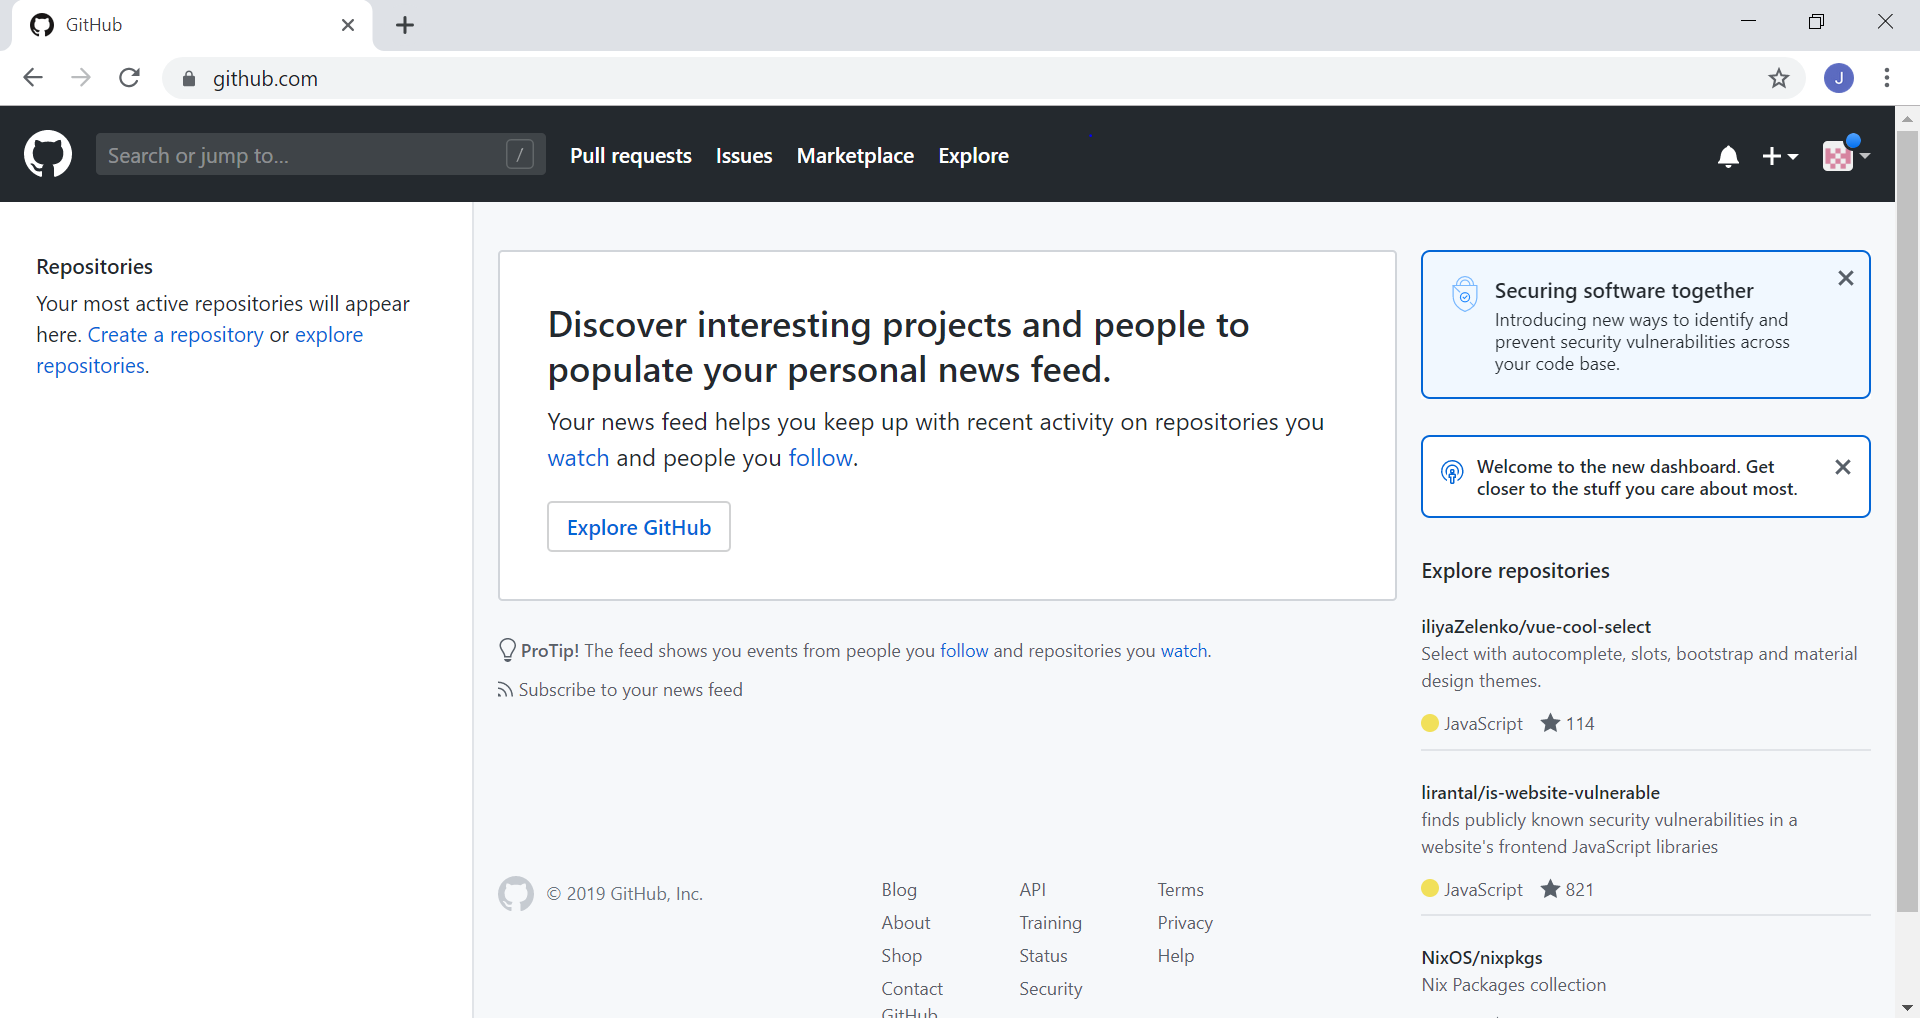 GitHub
github.com
J
Search or jump to...
/
Pull requests Issues Marketplace Explore
Repositories
Your most active repositories will appear
here. Create a repository or explore
repositories.
Discover interesting projects and people to
populate your personal news feed.
Your news feed helps you keep up with recent activity on repositories you
watch and people you follow.
Explore GitHub
ProTip! The feed shows you events from people you follow and repositories you watch.
Subscribe to your news feed
Securing software together
Introducing new ways to identify and
prevent security vulnerabilities across
your code base.
Welcome to the new dashboard. Get
closer to the stuff you care about most.
Explore repositories
iliyaZelenko/vue-cool-select
Select with autocomplete, slots, bootstrap and material
design themes.
JavaScript 114
lirantal/is-website-vulnerable
finds publicly known security vulnerabilities in a
website's frontend JavaScript libraries
JavaScript 821
NixOS/nixpkgs
Nix Packages collection
© 2019 GitHub, Inc.
Blog
About
Shop
Contact
GitHub
API
Training
Status
Security
Terms
Privacy
Help